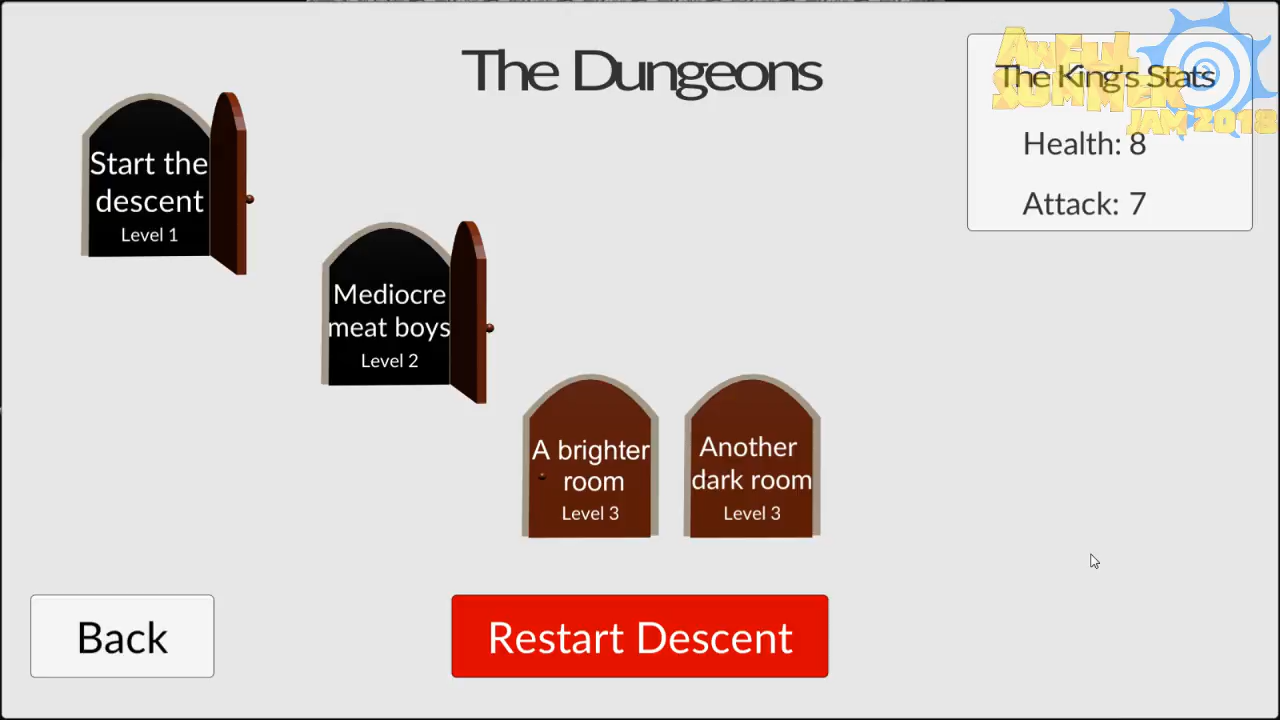 The Dungeons
AWFUL
SUMMER
JAM 2018
The King's Stats
Health: 8
Attack: 7
Start the
descent
Level 1
Mediocre
meat boys
Level 2
A brighter
room
Level 3
Another
dark room
Level 3
Back
Restart Descent